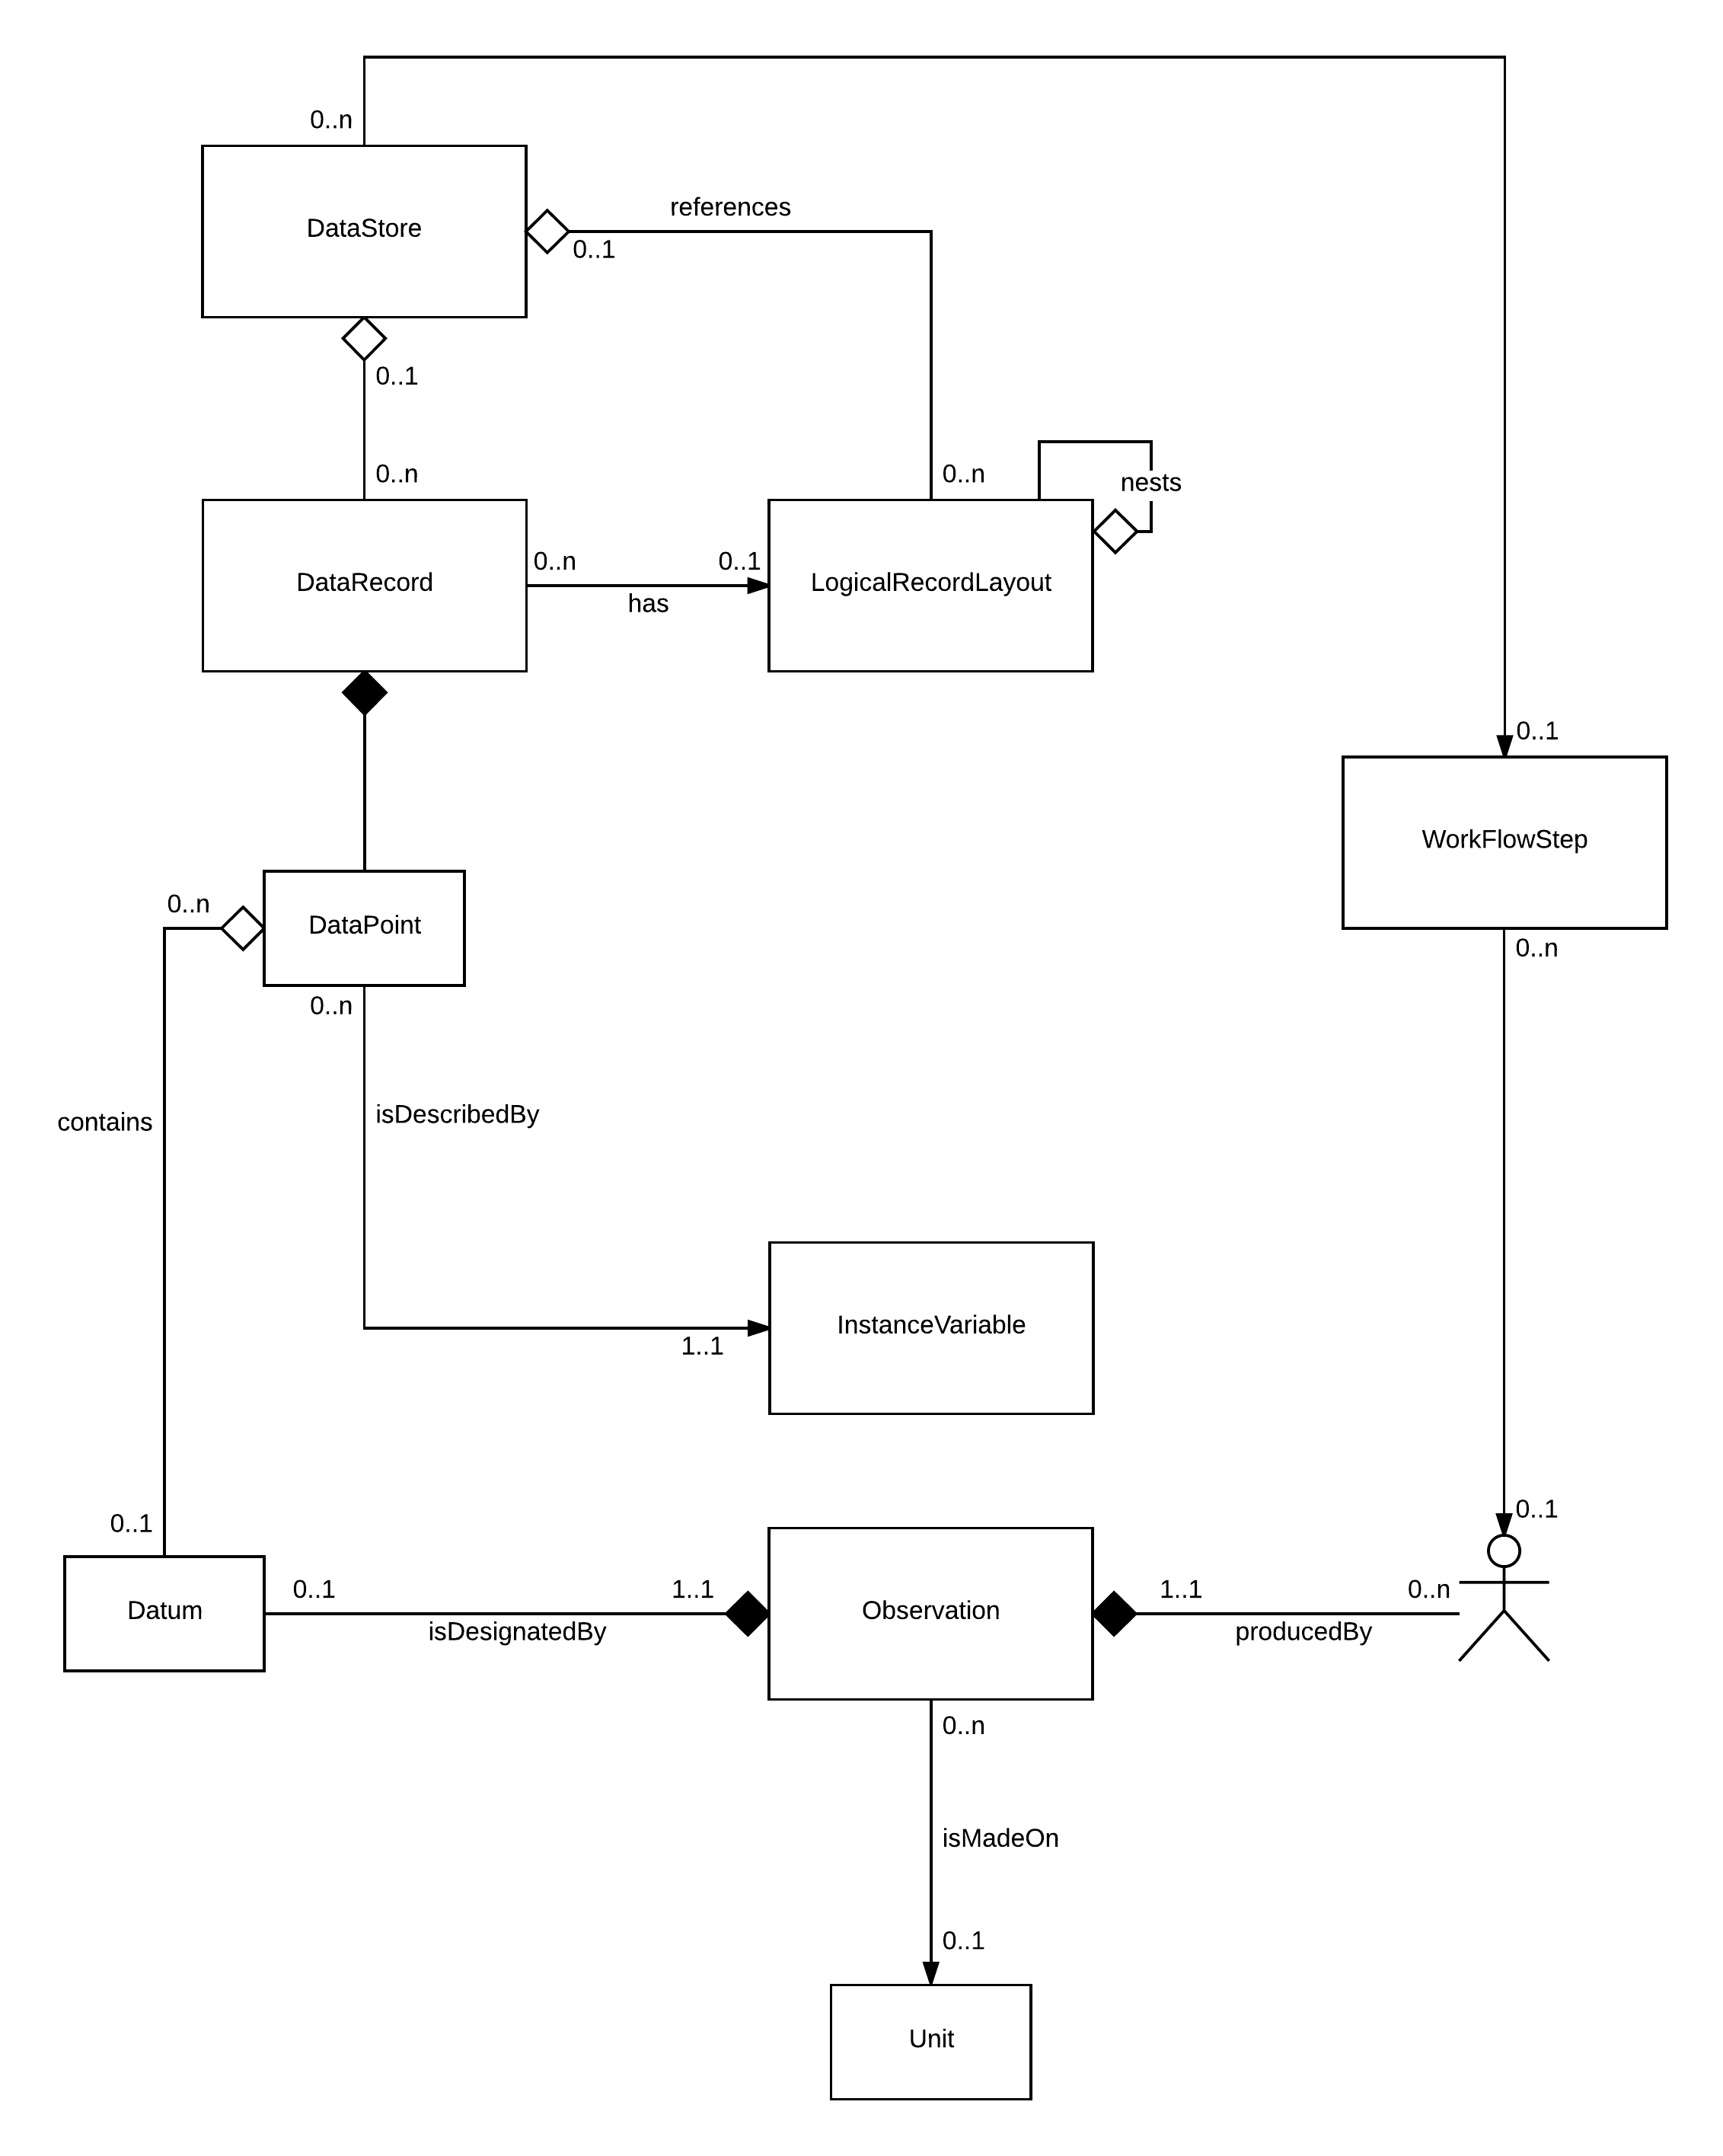 0..n
DataStore
references
0..1
0..1
0..n
0..n
nests
DataRecord
0..n
0..1
has
LogicalRecordLayout
0..1
WorkFlowStep
0..n
DataPoint
0..n
0..n
contains
isDescribedBy
InstanceVariable
1..1
0..1
0..1
Datum
0..1
1..1
isDesignatedBy
Observation
1..1
0..n
producedBy
0..n
isMadeOn
0..1
Unit